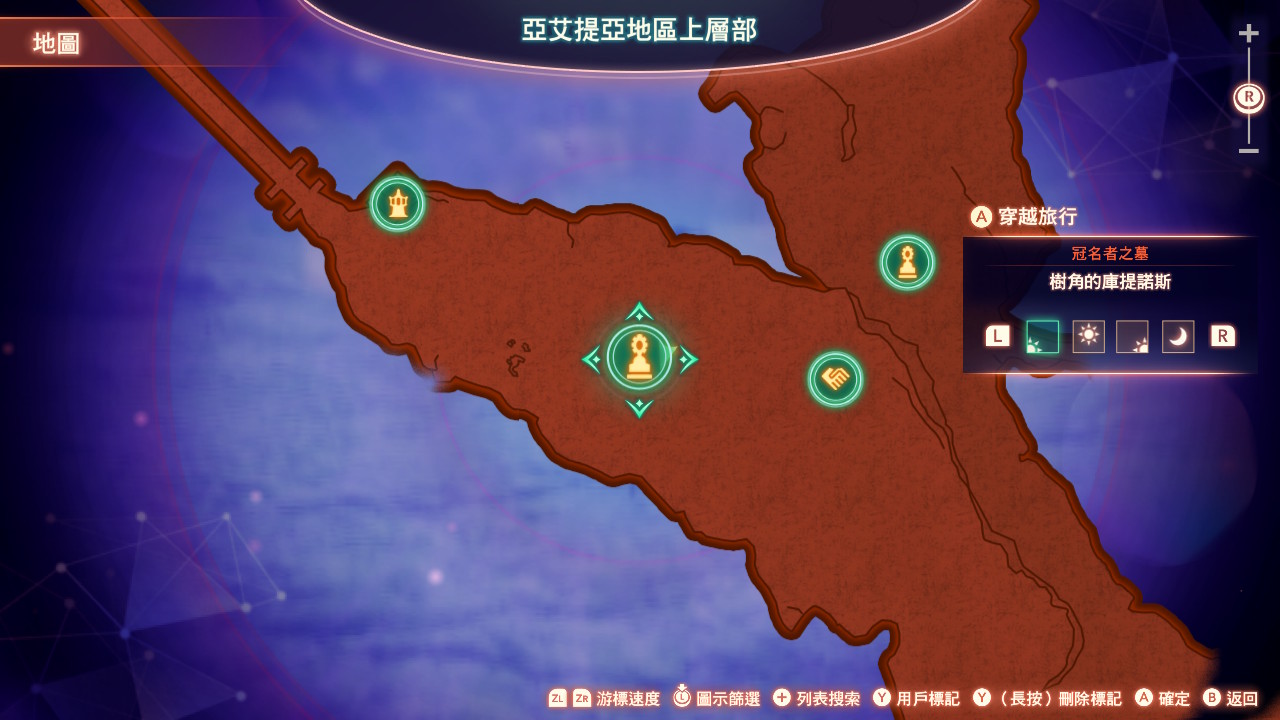 地圖
亞艾提亞地區上層部
R
A 穿越旅行
冠名者之墓
樹角的庫提諾斯
L R
ZL ZR 游標速度 L 圖示篩選 + 列表搜索 Y 用戶標記 Y （長按）刪除標記 A 確定 B 返回